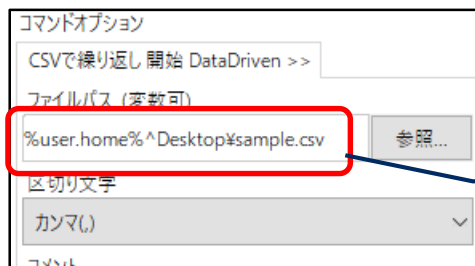 コマンドオプション
CSVで繰り返し 開始 DataDriven >>
ファイルパス (変数可)
%user.home%^Desktop¥sample.csv
参照...
区切り文字
カンマ(,)
コメント